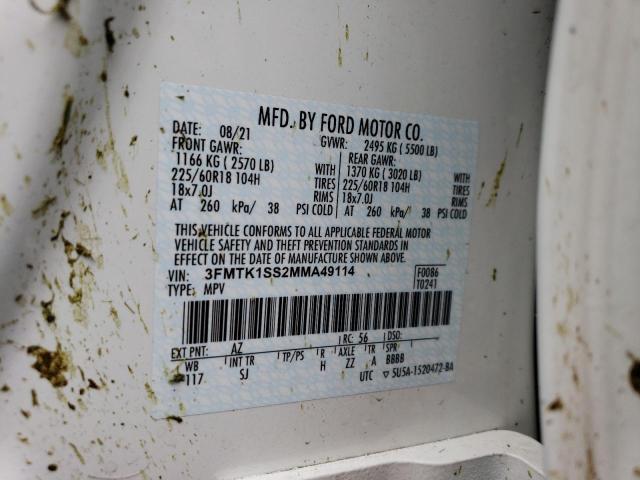 MFD. BY FORD MOTOR CO.
DATE: 08/21 GVWR: 2495 KG ( 5500 LB)
FRONT GAWR: REAR GAWR:
1166 KG ( 2570 LB) WITH 1370 KG ( 3020 LB) WITH
225/60R18 104H TIRES 225/60R18 104H TIRES
18x7.0J RIMS 18x7.0J RIMS
AT 260 kPa/ 38 PSI COLD AT 260 kPa/ 38 PSI COLD
THIS VEHICLE CONFORMS TO ALL APPLICABLE FEDERAL MOTOR
VEHICLE SAFETY AND THEFT PREVENTION STANDARDS IN
EFFECT ON THE DATE OF MANUFACTURE SHOWN ABOVE.
VIN: 3FMTK1SS2MMA49114 F0086
TYPE: MPV T0241
EXT PNT: AZ RC: 56 DSO:
WB INT TR TP/PS R AXLE TR SPR
117 SJ H ZZ A BBBB
UTC ▽ 5U5A-1520472-BA